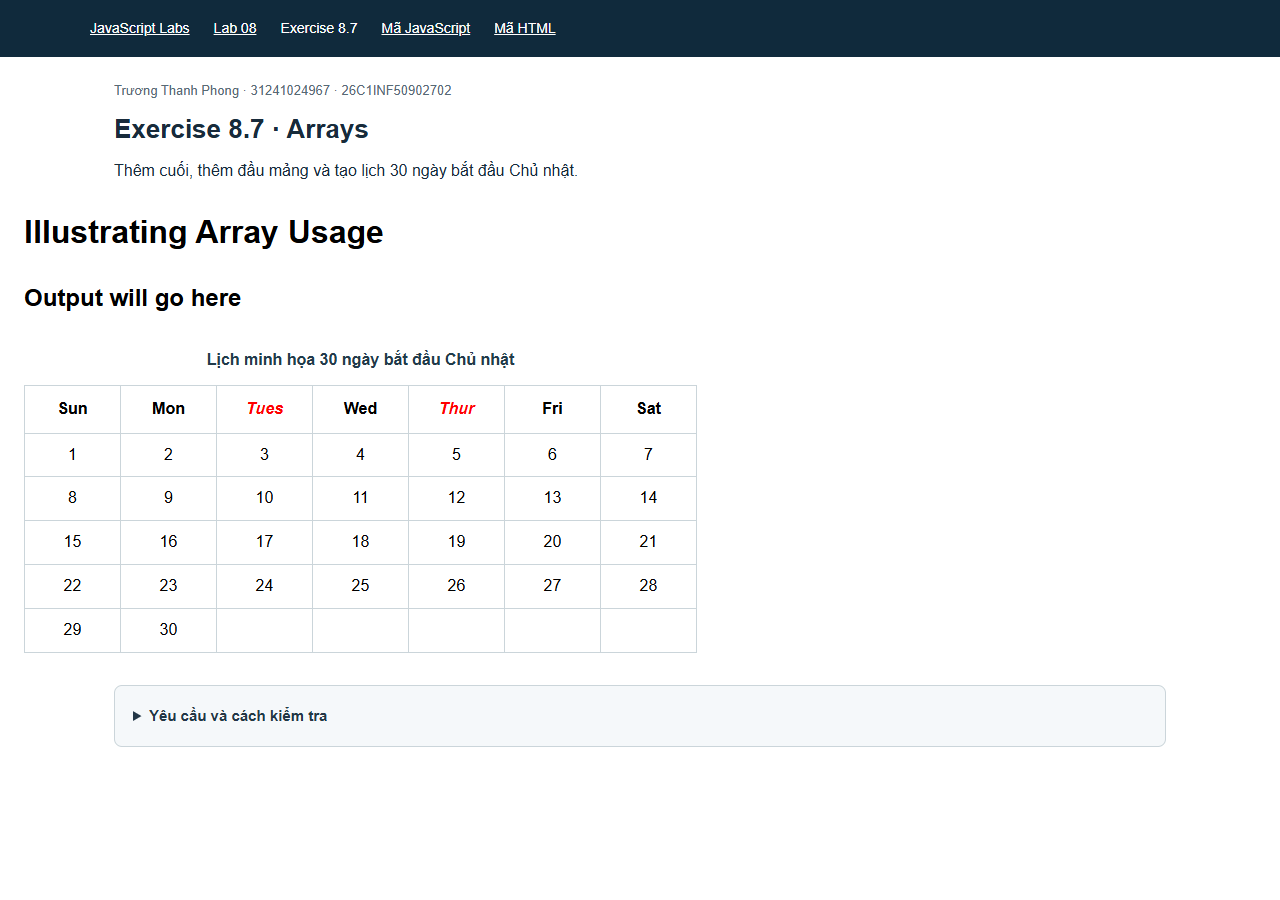 JavaScript Labs Lab 08 Exercise 8.7 Mã JavaScript Mã HTML
Trương Thanh Phong · 31241024967 · 26C1INF50902702
Exercise 8.7 · Arrays
Thêm cuối, thêm đầu mảng và tạo lịch 30 ngày bắt đầu Chủ nhật.
Illustrating Array Usage
Output will go here
Lịch minh họa 30 ngày bắt đầu Chủ nhật
Sun Mon Tues Wed Thur Fri Sat
1 2 3 4 5 6 7
8 9 10 11 12 13 14
15 16 17 18 19 20 21
22 23 24 25 26 27 28
29 30
Yêu cầu và cách kiểm tra